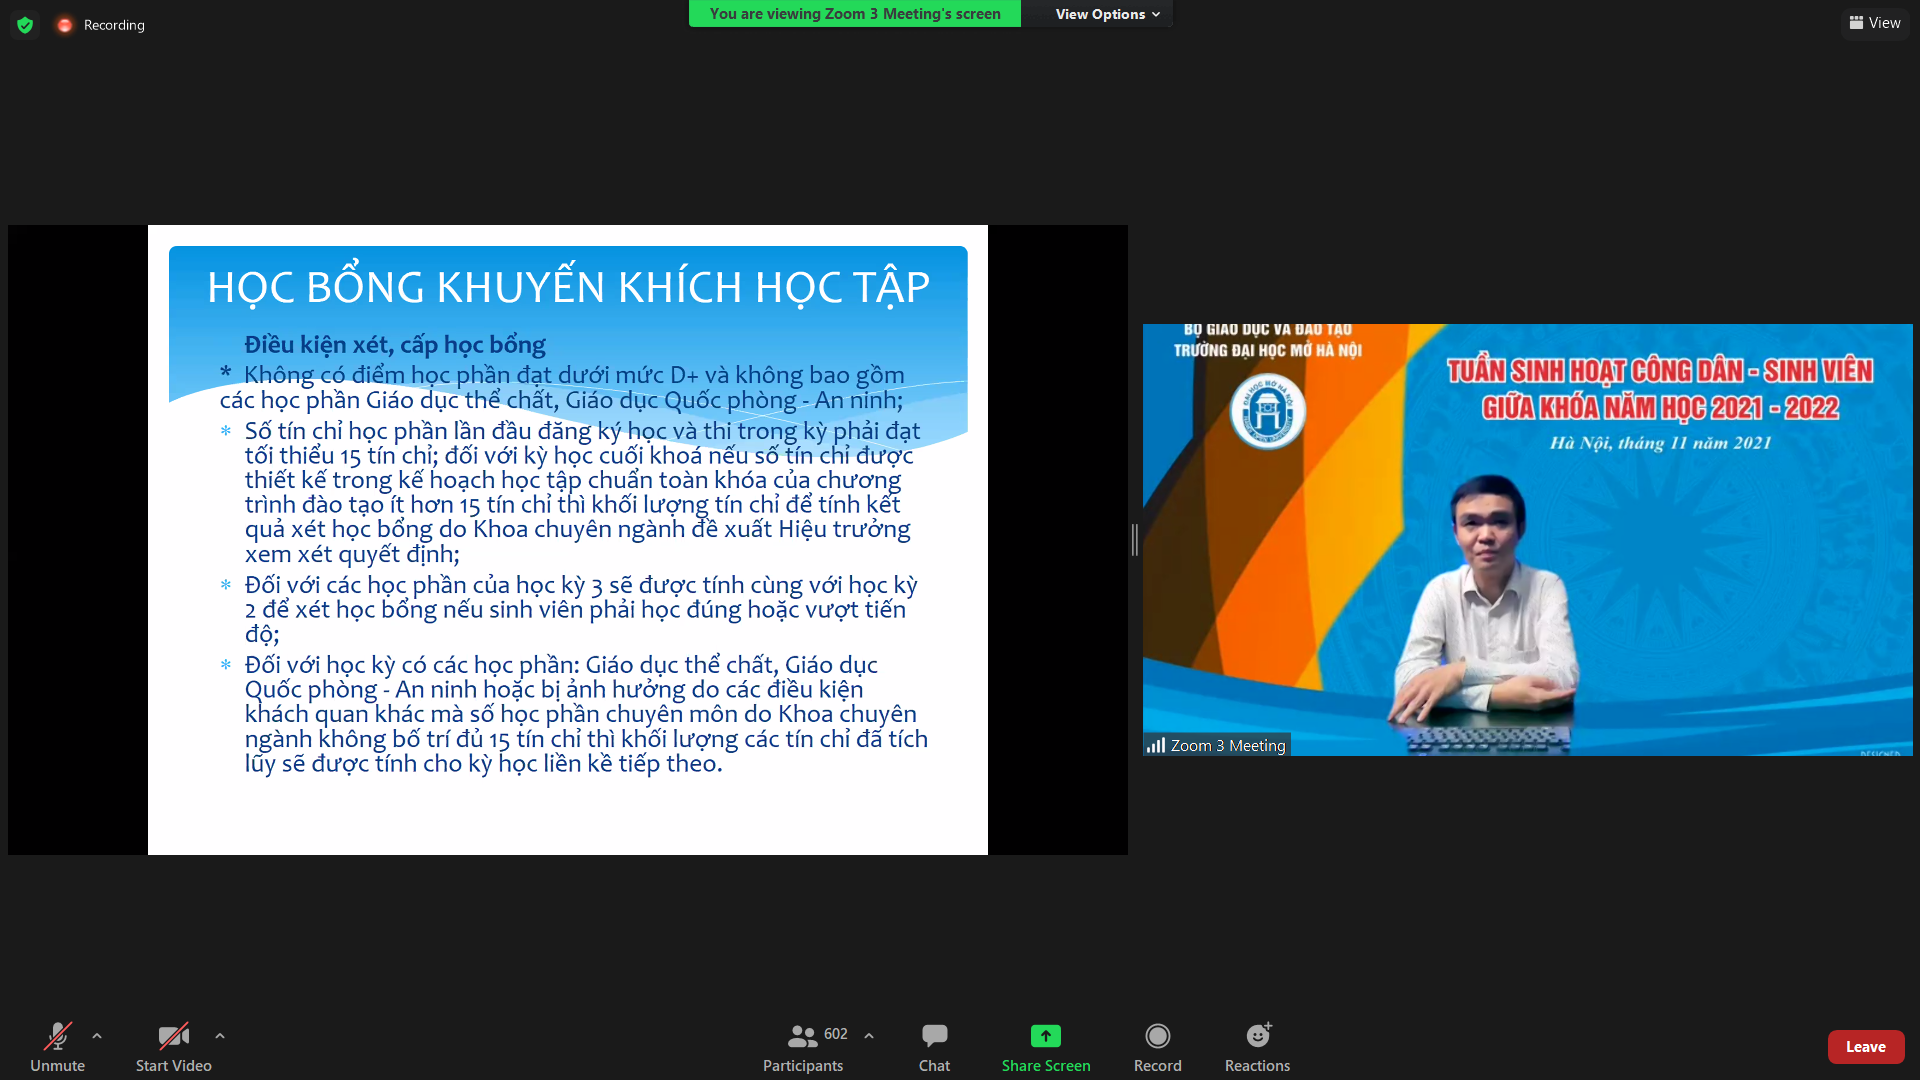 Recording
You are viewing Zoom 3 Meeting's screen
View Options
View
HỌC BỔNG KHUYẾN KHÍCH HỌC TẬP
Điều kiện xét, cấp học bổng
* Không có điểm học phần đạt dưới mức D+ và không bao gồm
các học phần Giáo dục thể chất, Giáo dục Quốc phòng - An ninh;
* Số tín chỉ học phần lần đầu đăng ký học và thi trong kỳ phải đạt
tối thiểu 15 tín chỉ; đối với kỳ học cuối khoá nếu số tín chỉ được
thiết kế trong kế hoạch học tập chuẩn toàn khóa của chương
trình đào tạo ít hơn 15 tín chỉ thì khối lượng tín chỉ để tính kết
quả xét học bổng do Khoa chuyên ngành đề xuất Hiệu trưởng
xem xét quyết định;
* Đối với các học phần của học kỳ 3 sẽ được tính cùng với học kỳ
2 để xét học bổng nếu sinh viên phải học đúng hoặc vượt tiến
độ;
* Đối với học kỳ có các học phần: Giáo dục thể chất, Giáo dục
Quốc phòng - An ninh hoặc bị ảnh hưởng do các điều kiện
khách quan khác mà số học phần chuyên môn do Khoa chuyên
ngành không bố trí đủ 15 tín chỉ thì khối lượng các tín chỉ đã tích
lũy sẽ được tính cho kỳ học liền kề tiếp theo.
BỘ GIÁO DỤC VÀ ĐÀO TẠO
TRƯỜNG ĐẠI HỌC MỞ HÀ NỘI
TUẦN SINH HOẠT CÔNG DÂN - SINH VIÊN
GIỮA KHÓA NĂM HỌC 2021 - 2022
Hà Nội, tháng 11 năm 2021
Zoom 3 Meeting
Unmute
Start Video
602
Participants
Chat
Share Screen
Record
Reactions
Leave